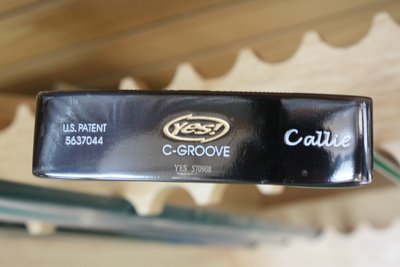 U.S. PATENT
5637044
yes!
C-GROOVE
YES 570908
Callie